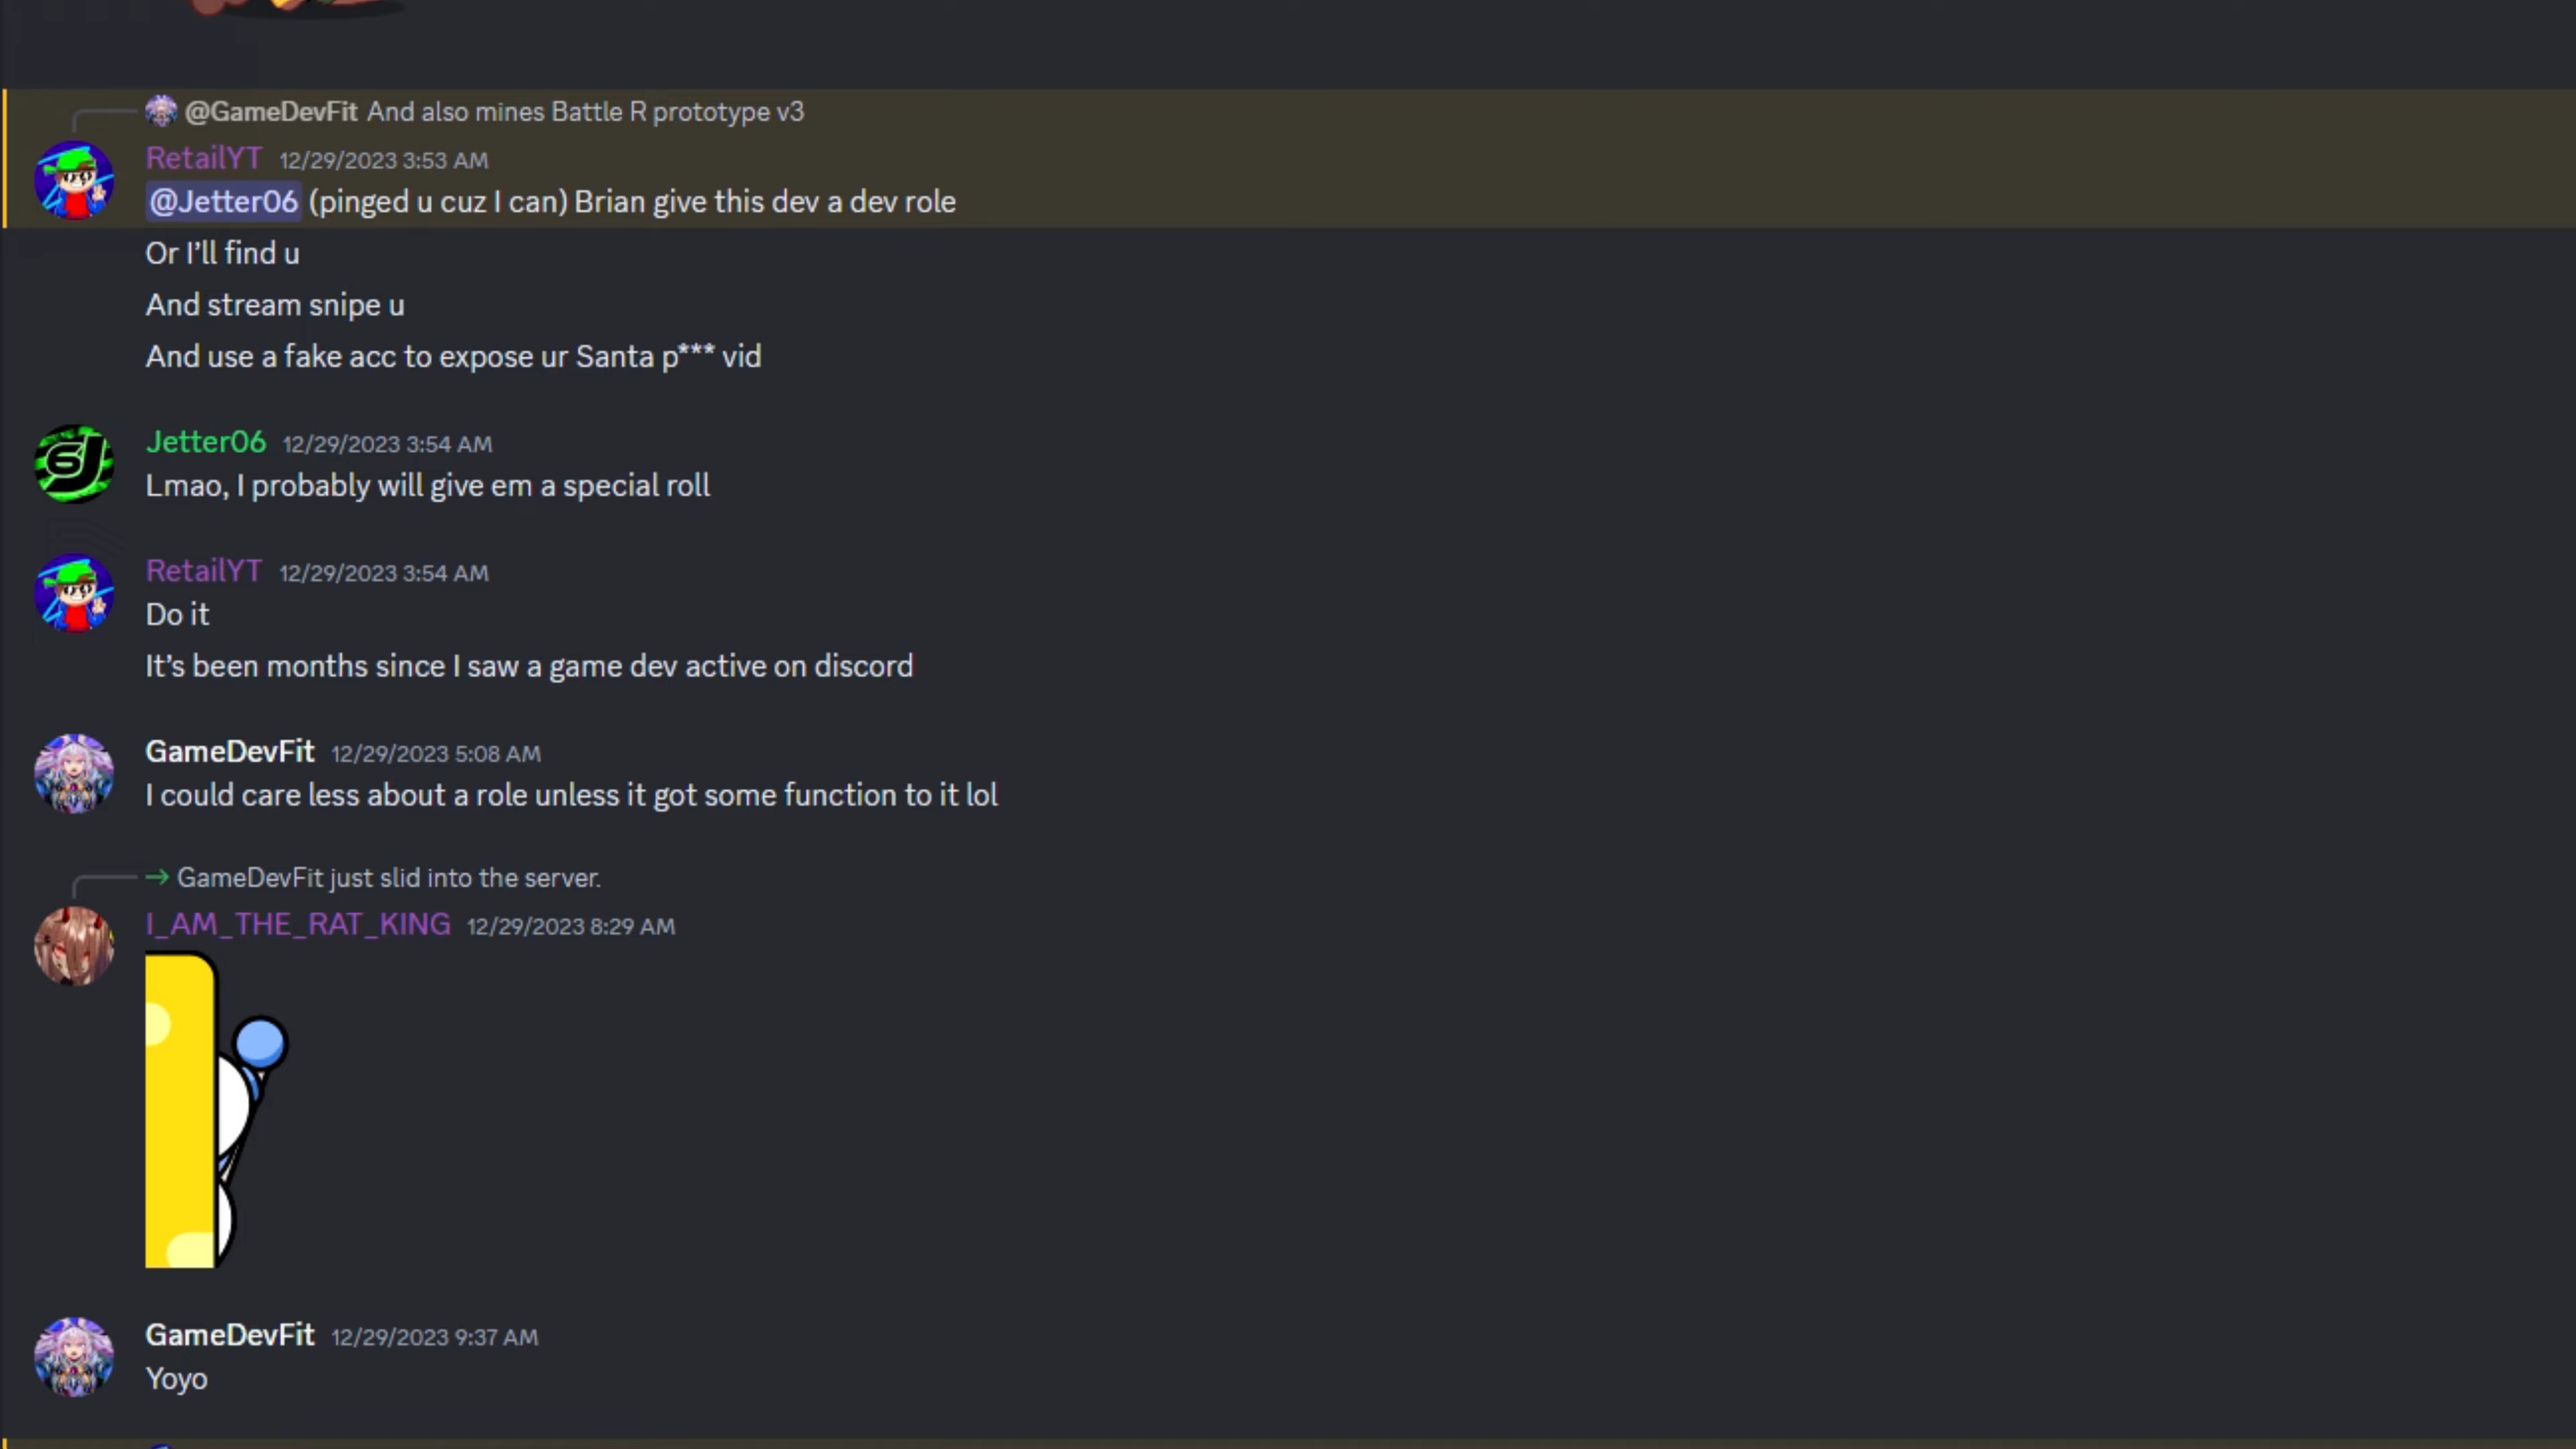 @GameDevFit And also mines Battle R prototype v3
RetailYT 12/29/2023 3:53 AM
@Jetter06 (pinged u cuz I can) Brian give this dev a dev role
Or I’ll find u
And stream snipe u
And use a fake acc to expose ur Santa p*** vid
Jetter06 12/29/2023 3:54 AM
Lmao, I probably will give em a special roll
RetailYT 12/29/2023 3:54 AM
Do it
It’s been months since I saw a game dev active on discord
GameDevFit 12/29/2023 5:08 AM
I could care less about a role unless it got some function to it lol
GameDevFit just slid into the server.
I_AM_THE_RAT_KING 12/29/2023 8:29 AM
GameDevFit 12/29/2023 9:37 AM
Yoyo